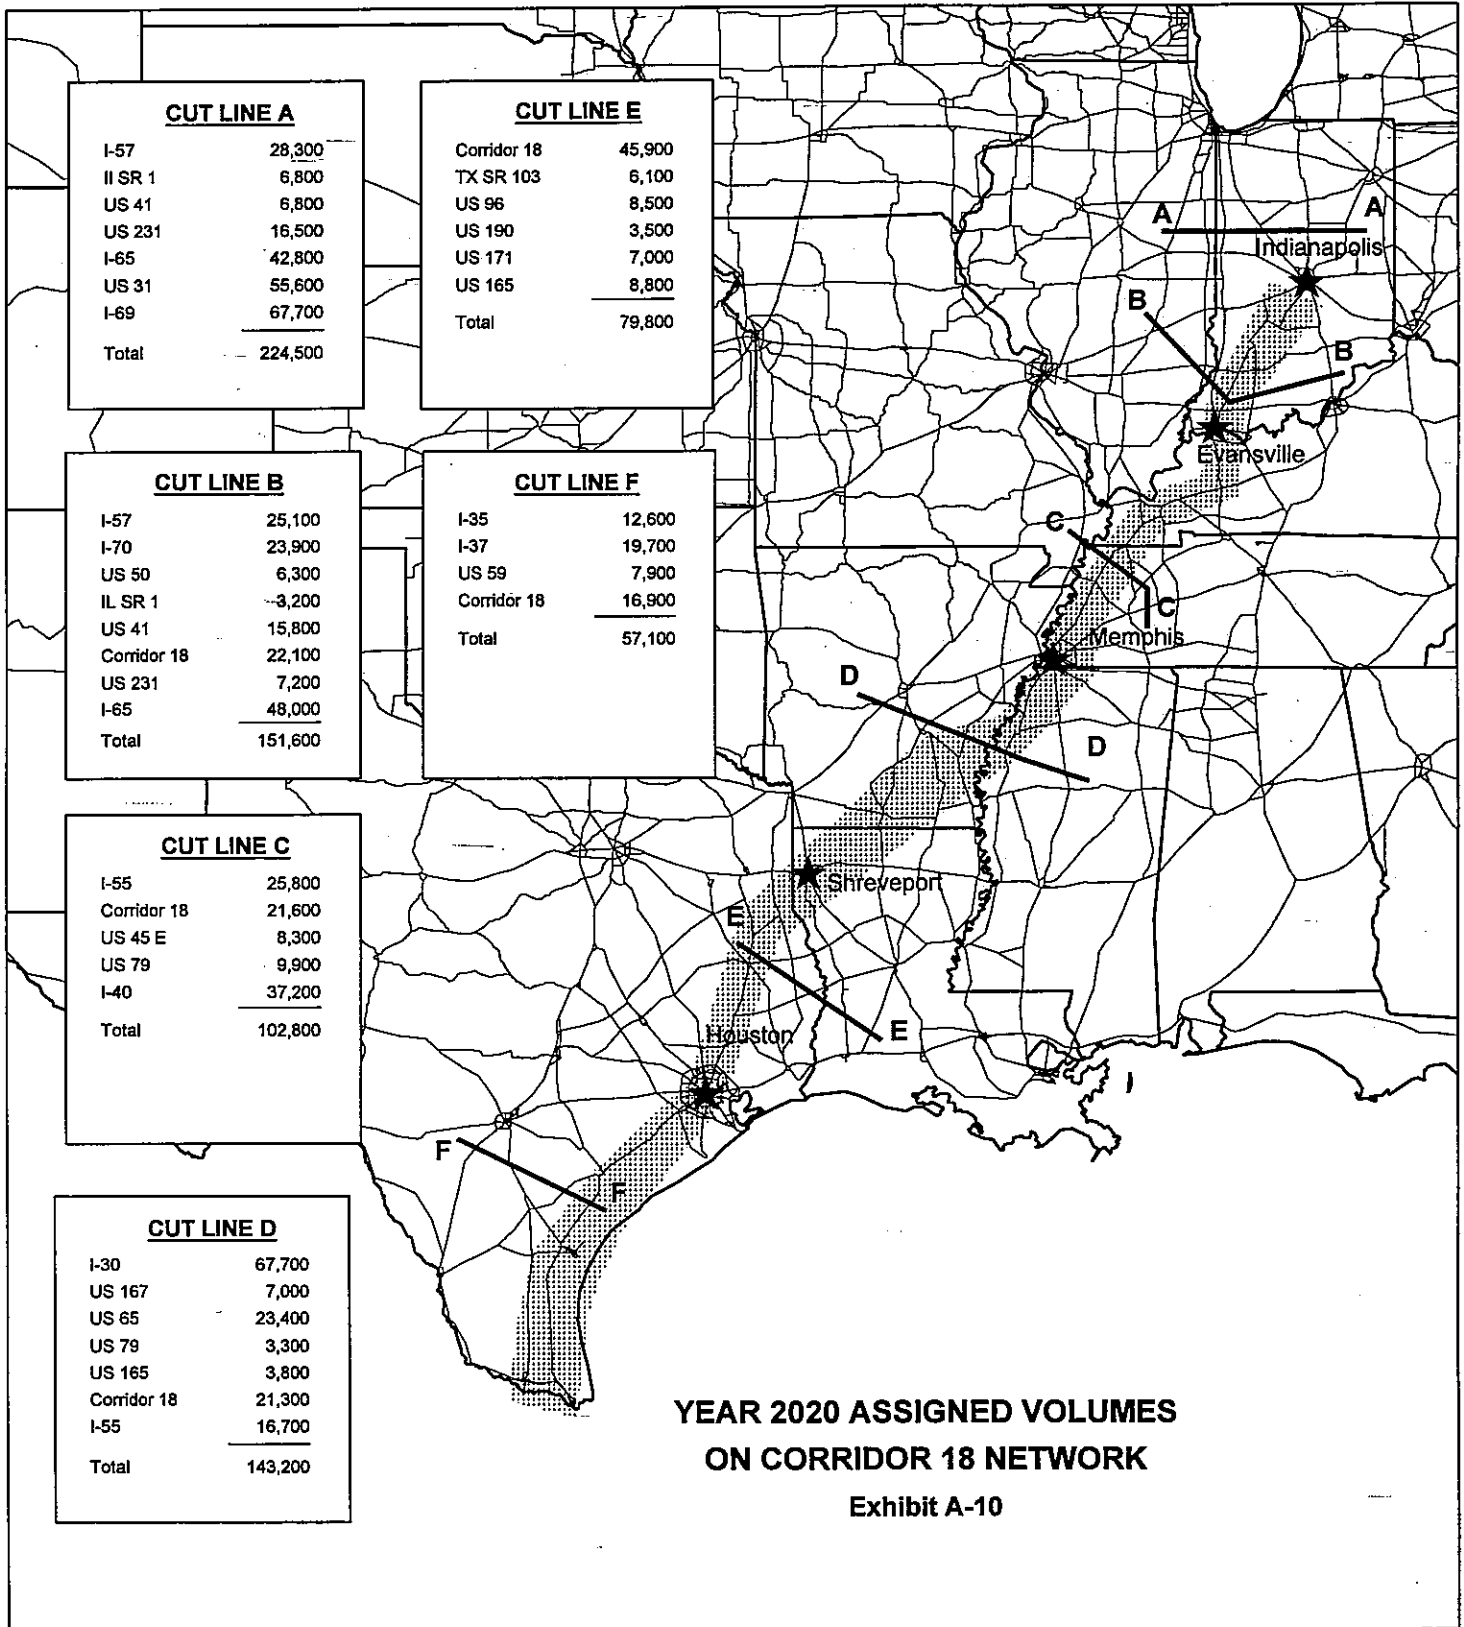 CUT LINE A
I-57 28,300
Il SR 1 6,800
US 41 6,800
US 231 16,500
I-65 42,800
US 31 55,600
I-69 67,700
Total 224,500
CUT LINE E
Corridor 18 45,900
TX SR 103 6,100
US 96 8,500
US 190 3,500
US 171 7,000
US 165 8,800
Total 79,800
CUT LINE B
I-57 25,100
I-70 23,900
US 50 6,300
IL SR 1 3,200
US 41 15,800
Corridor 18 22,100
US 231 7,200
I-65 48,000
Total 151,600
CUT LINE F
I-35 12,600
I-37 19,700
US 59 7,900
Corridor 18 16,900
Total 57,100
CUT LINE C
I-55 25,800
Corridor 18 21,600
US 45 E 8,300
US 79 9,900
I-40 37,200
Total 102,800
CUT LINE D
I-30 67,700
US 167 7,000
US 65 23,400
US 79 3,300
US 165 3,800
Corridor 18 21,300
I-55 16,700
Total 143,200
A A
Indianapolis
B
B
Evansville
C
C
Memphis
D
D
Shreveport
E
E
Houston
F
F
YEAR 2020 ASSIGNED VOLUMES
ON CORRIDOR 18 NETWORK
Exhibit A-10